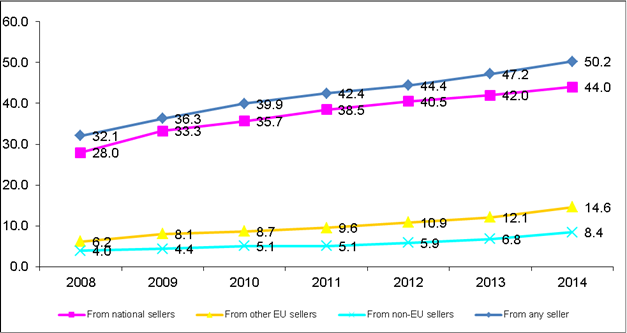 60.0
50.0
40.0
30.0
20.0
10.0
0.0
32.1 36.3 39.9 42.4 44.4 47.2 50.2
28.0 33.3 35.7 38.5 40.5 42.0 44.0
6.2 8.1 8.7 9.6 10.9 12.1 14.6
4.0 4.4 5.1 5.1 5.9 6.8 8.4
2008 2009 2010 2011 2012 2013 2014
From national sellers From other EU sellers From non-EU sellers From any seller